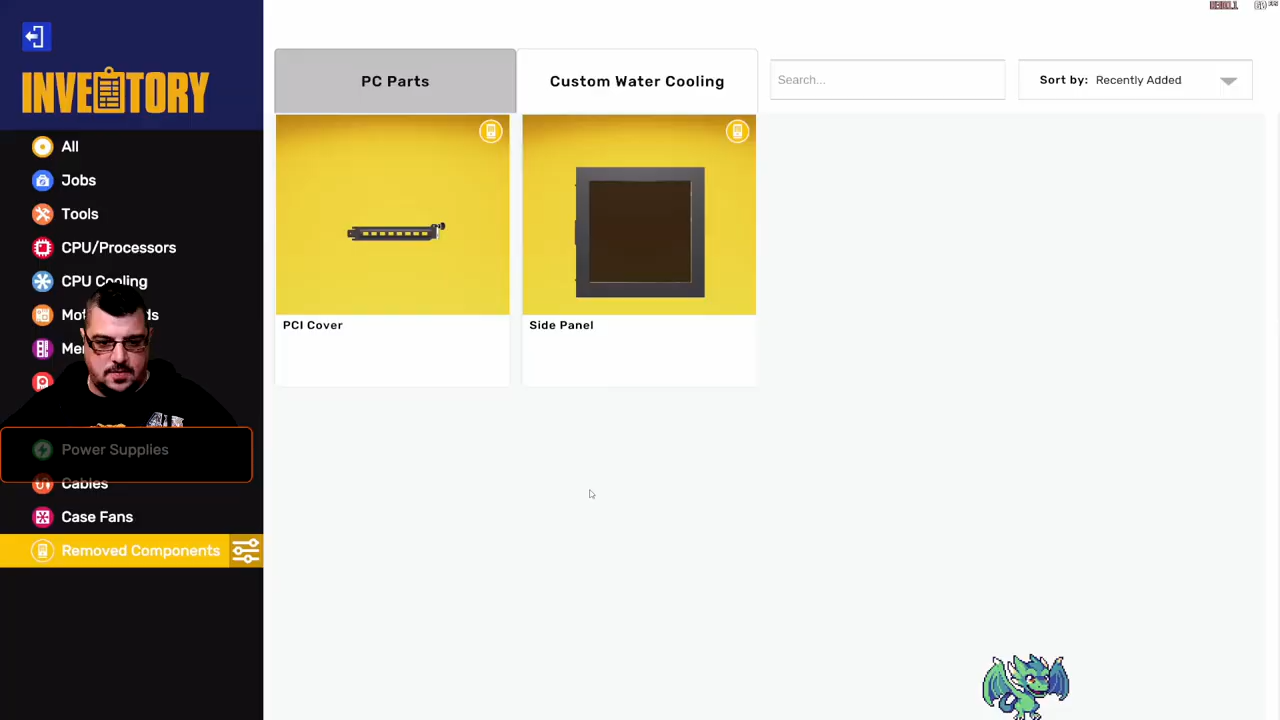 INVENTORY
PC Parts
Custom Water Cooling
Search...
Sort by: Recently Added
All
Jobs
Tools
CPU/Processors
CPU Cooling
Power Supplies
Cables
Case Fans
Removed Components
PCI Cover
Side Panel